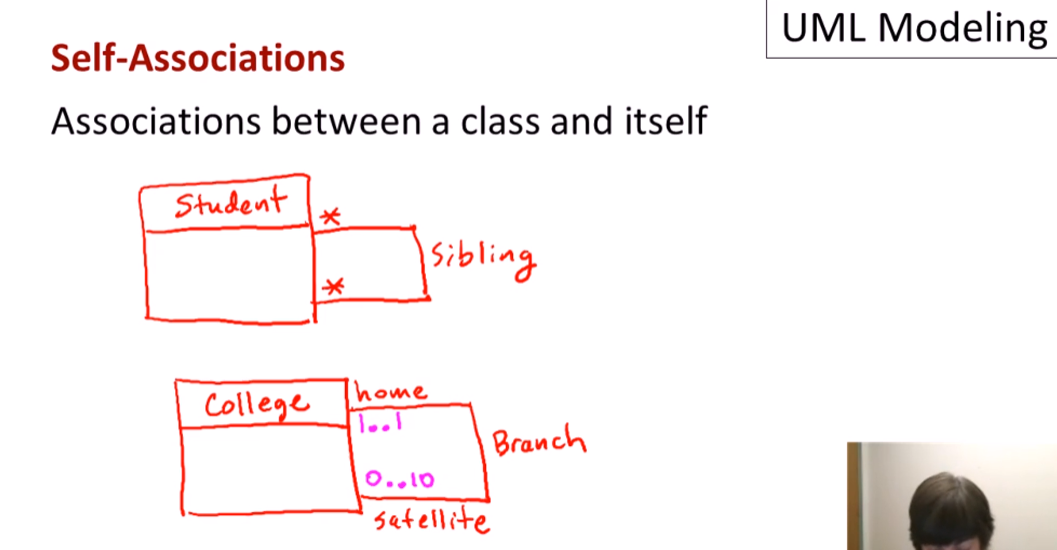 UML Modeling
Self-Associations
Associations between a class and itself
Student
*
Sibling
*
College
home
1..1
Branch
0..10
satellite